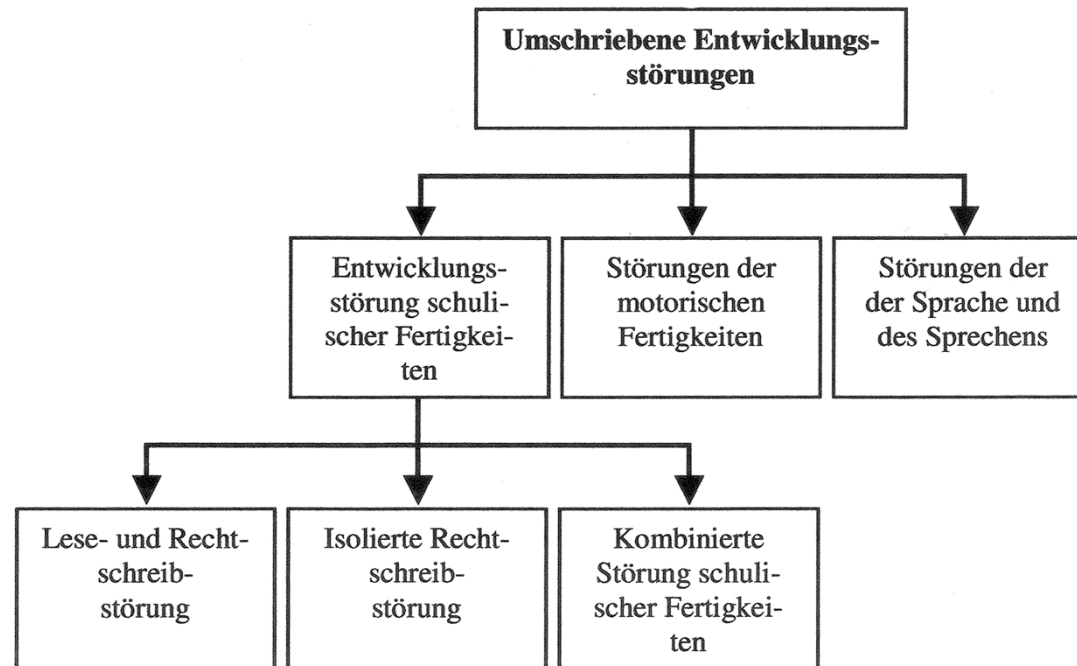 Umschriebene Entwicklungs-
störungen
Entwicklungs-
störung schuli-
scher Fertigkei-
ten
Störungen der
motorischen
Fertigkeiten
Störungen der
der Sprache und
des Sprechens
Lese- und Recht-
schreib-
störung
Isolierte Recht-
schreib-
störung
Kombinierte
Störung schuli-
scher Fertigkei-
ten